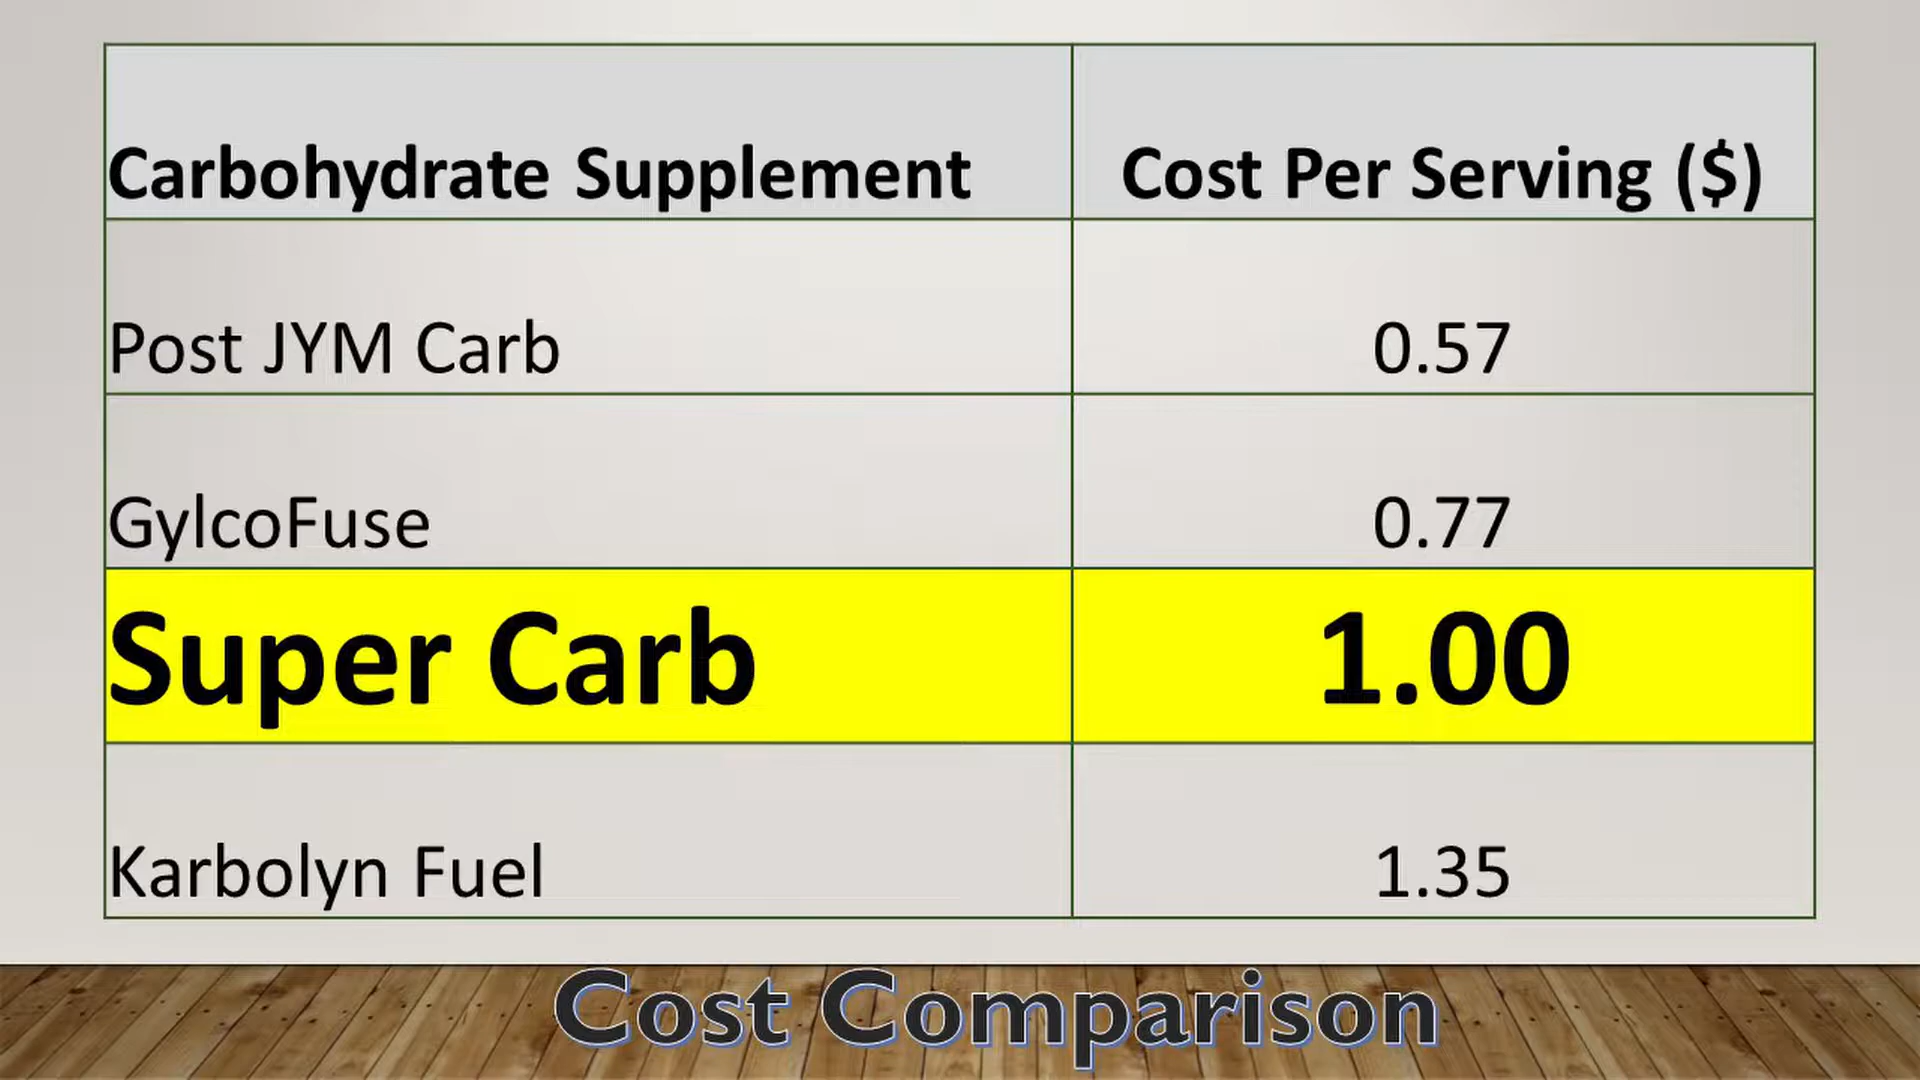 Carbohydrate Supplement Cost Per Serving ($)
Post JYM Carb 0.57
GylcoFuse 0.77
Super Carb 1.00
Karbolyn Fuel 1.35
Cost Comparison